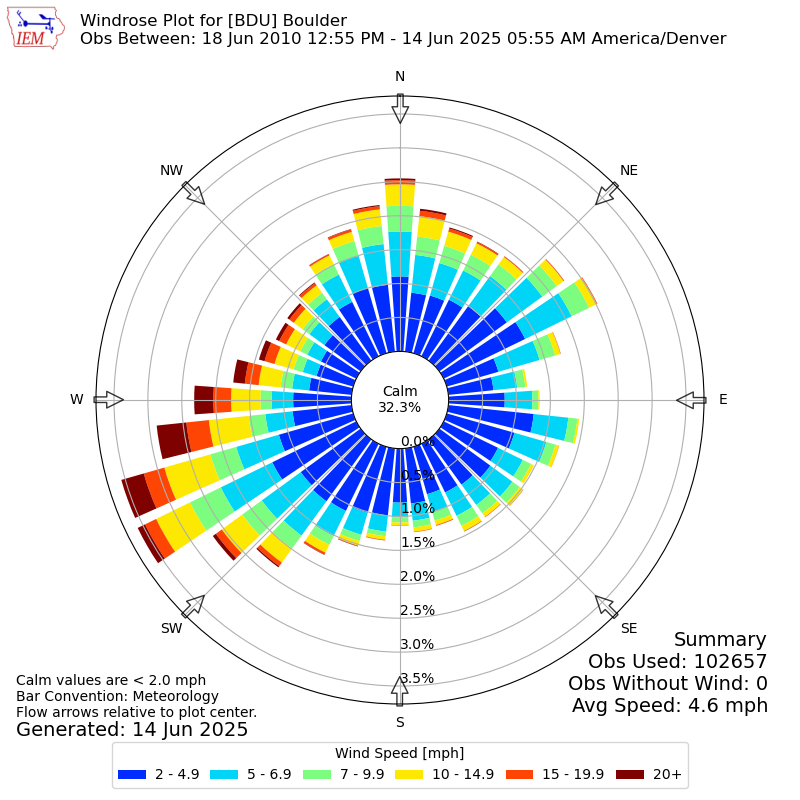 IEM
Windrose Plot for [BDU] Boulder
Obs Between: 18 Jun 2010 12:55 PM - 14 Jun 2025 05:55 AM America/Denver
N
NW
NE
W
Calm
32.3%
E
0.0%
0.5%
1.0%
1.5%
2.0%
2.5%
3.0%
3.5%
SW
SE
S
Summary
Obs Used: 102657
Obs Without Wind: 0
Avg Speed: 4.6 mph
Calm values are < 2.0 mph
Bar Convention: Meteorology
Flow arrows relative to plot center.
Generated: 14 Jun 2025
Wind Speed [mph]
2 - 4.9 5 - 6.9 7 - 9.9 10 - 14.9 15 - 19.9 20+